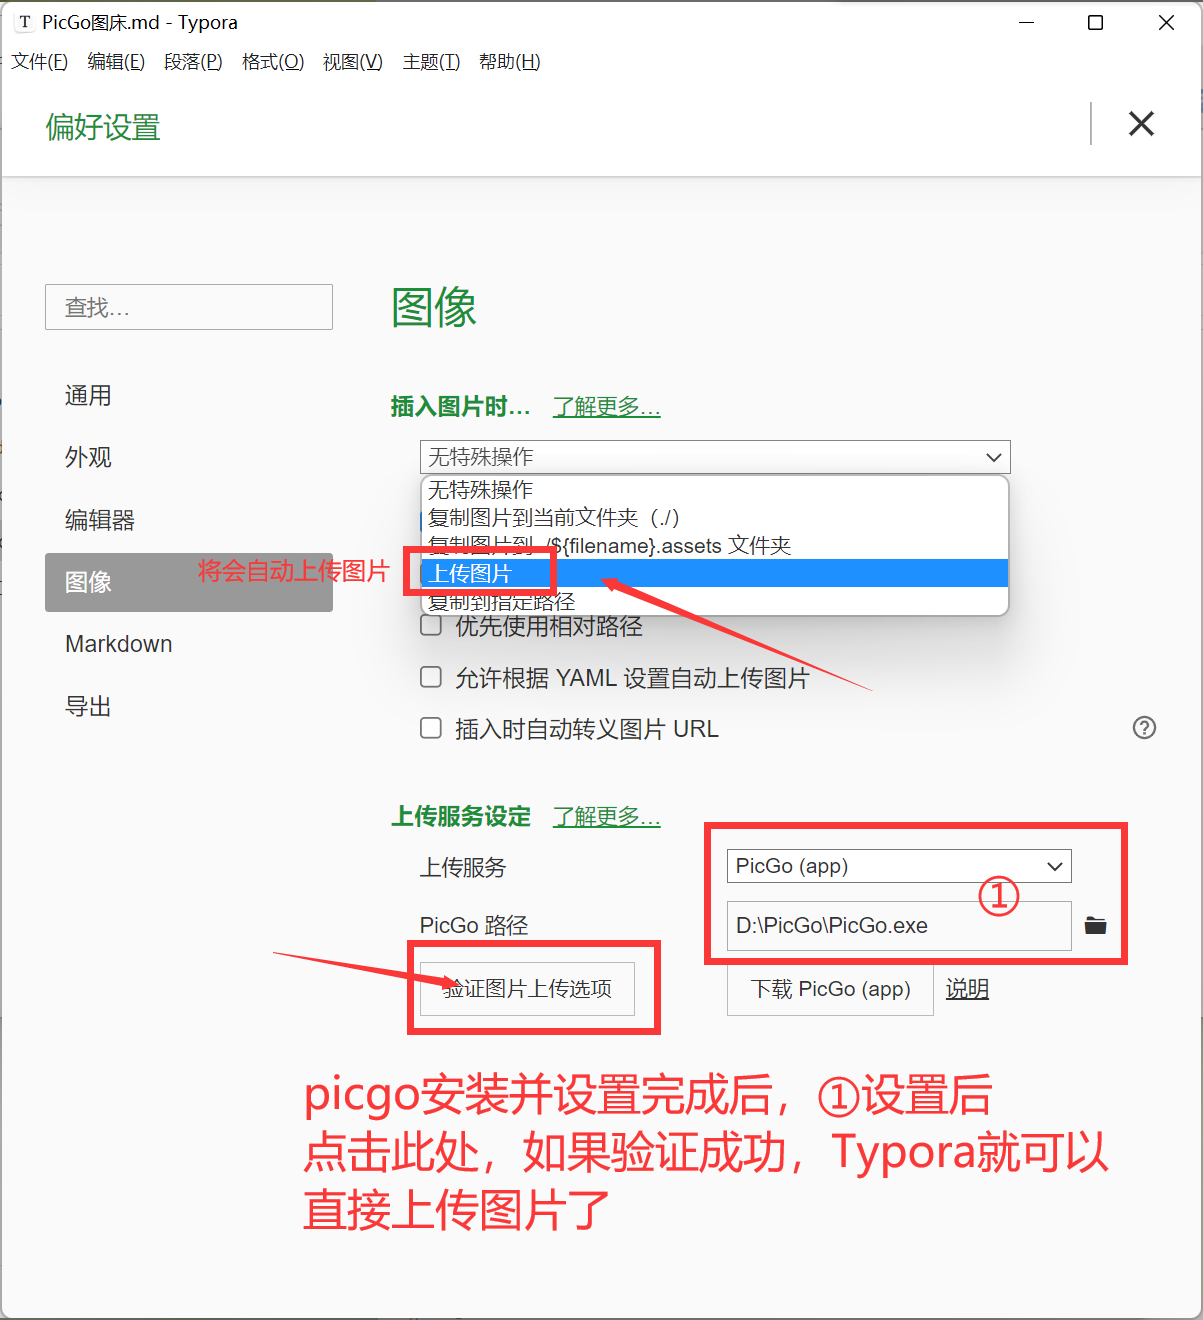 PicGo图床.md - Typora
文件(F) 编辑(E) 段落(P) 格式(O) 视图(V) 主题(T) 帮助(H)
偏好设置
查找...
通用
外观
编辑器
图像
Markdown
导出
图像
插入图片时... 了解更多...
无特殊操作
无特殊操作
复制图片到当前文件夹（./）
复制图片到 ./${filename}.assets 文件夹
将会自动上传图片
上传图片
复制到指定路径
优先使用相对路径
允许根据 YAML 设置自动上传图片
插入时自动转义图片 URL
上传服务设定 了解更多...
上传服务 PicGo (app)
①
PicGo 路径 D:\PicGo\PicGo.exe
验证图片上传选项 下载 PicGo (app) 说明
picgo安装并设置完成后，①设置后
点击此处，如果验证成功，Typora就可以
直接上传图片了